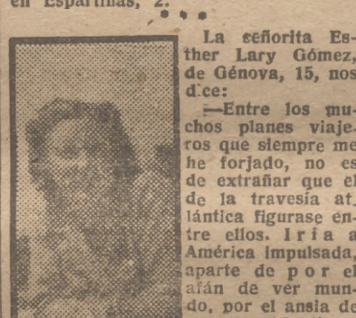 en Espartinas, 2.
* * *
La señorita Es-
ther Lary Gómez,
de Génova, 15, nos
dice:
—Entre los mu-
chos planes viaje-
ros que siempre me
he forjado, no es
de extrañar que el
de la travesía at-
lántica figurase en-
tre ellos. Iría a
América impulsada,
aparte de por el
afán de ver mun-
do, por el ansia de